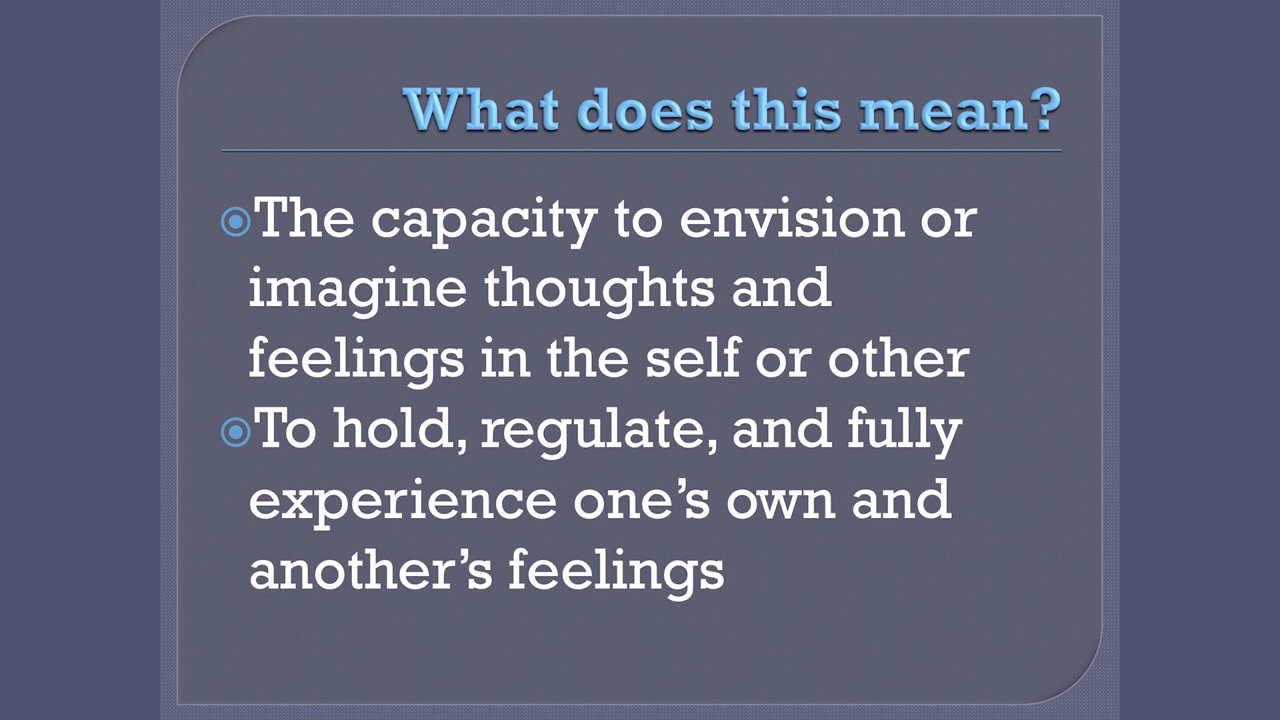 What does this mean?
The capacity to envision or
imagine thoughts and
feelings in the self or other
To hold, regulate, and fully
experience one’s own and
another’s feelings